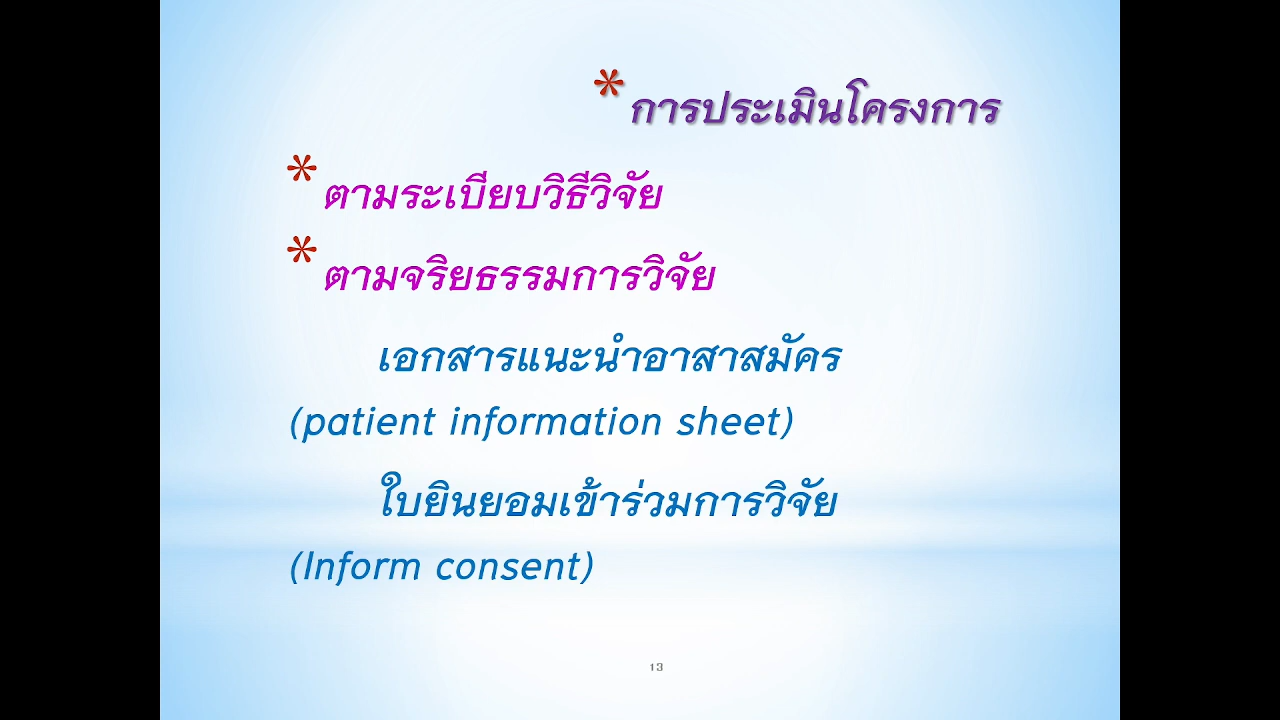 * การประเมินโครงการ
* ตามระเบียบวิธีวิจัย
* ตามจริยธรรมการวิจัย
เอกสารแนะนำอาสาสมัคร
(patient information sheet)
ใบยินยอมเข้าร่วมการวิจัย
(Inform consent)
13